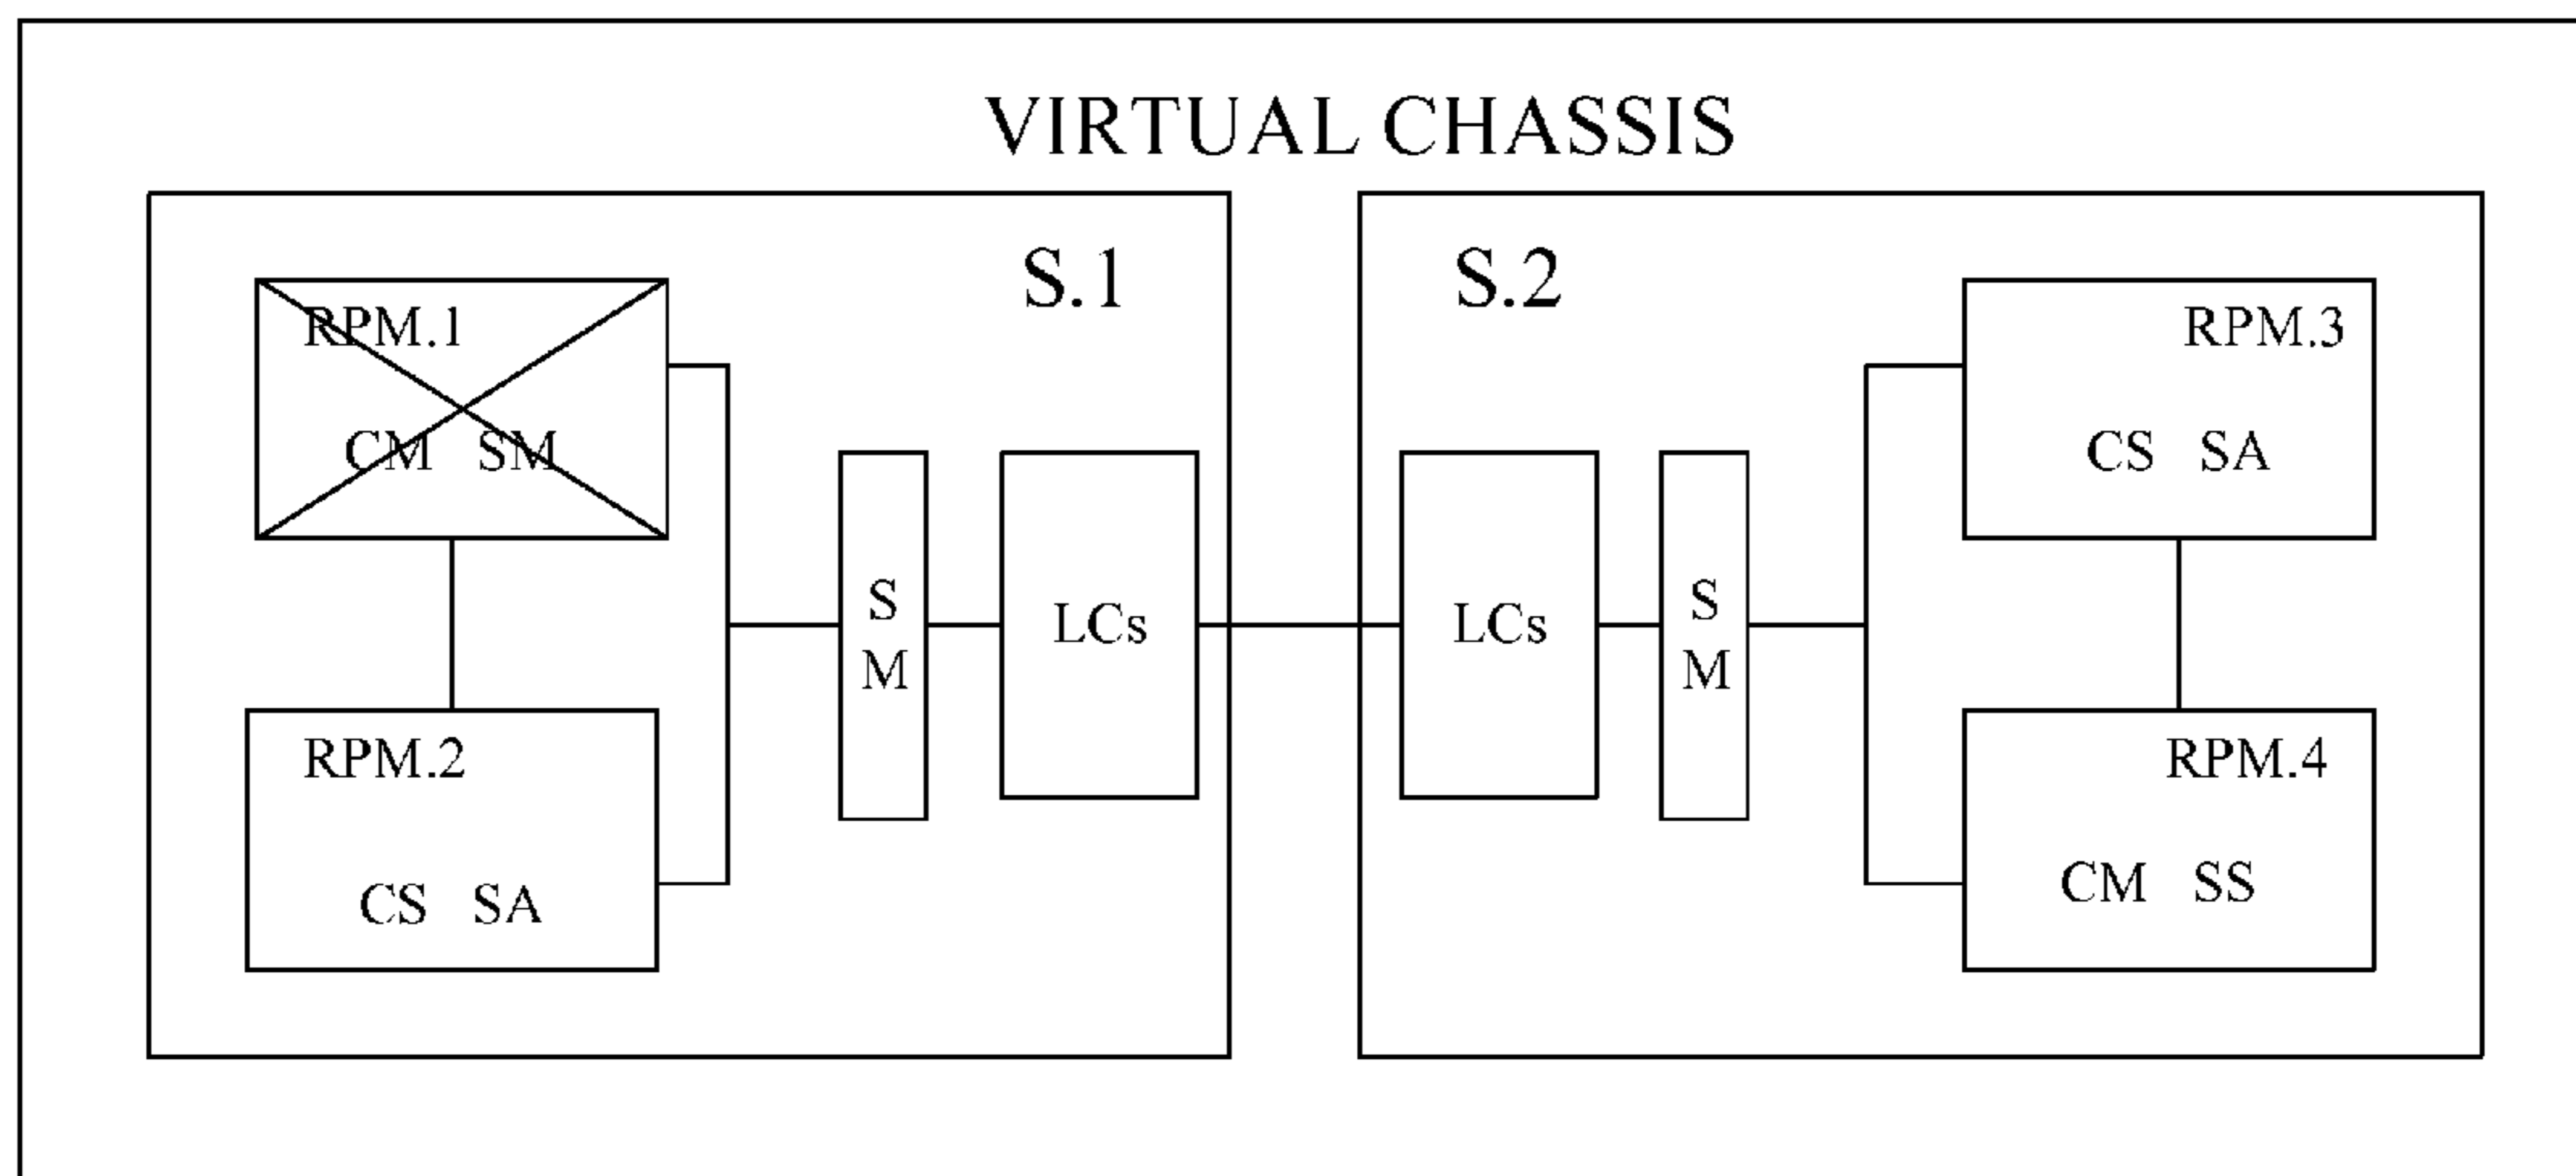 VIRTUAL CHASSIS
S.1
RPM.1
CM SM
RPM.2
CS SA
S
M
LCs
S.2
LCs
S
M
RPM.3
CS SA
RPM.4
CM SS